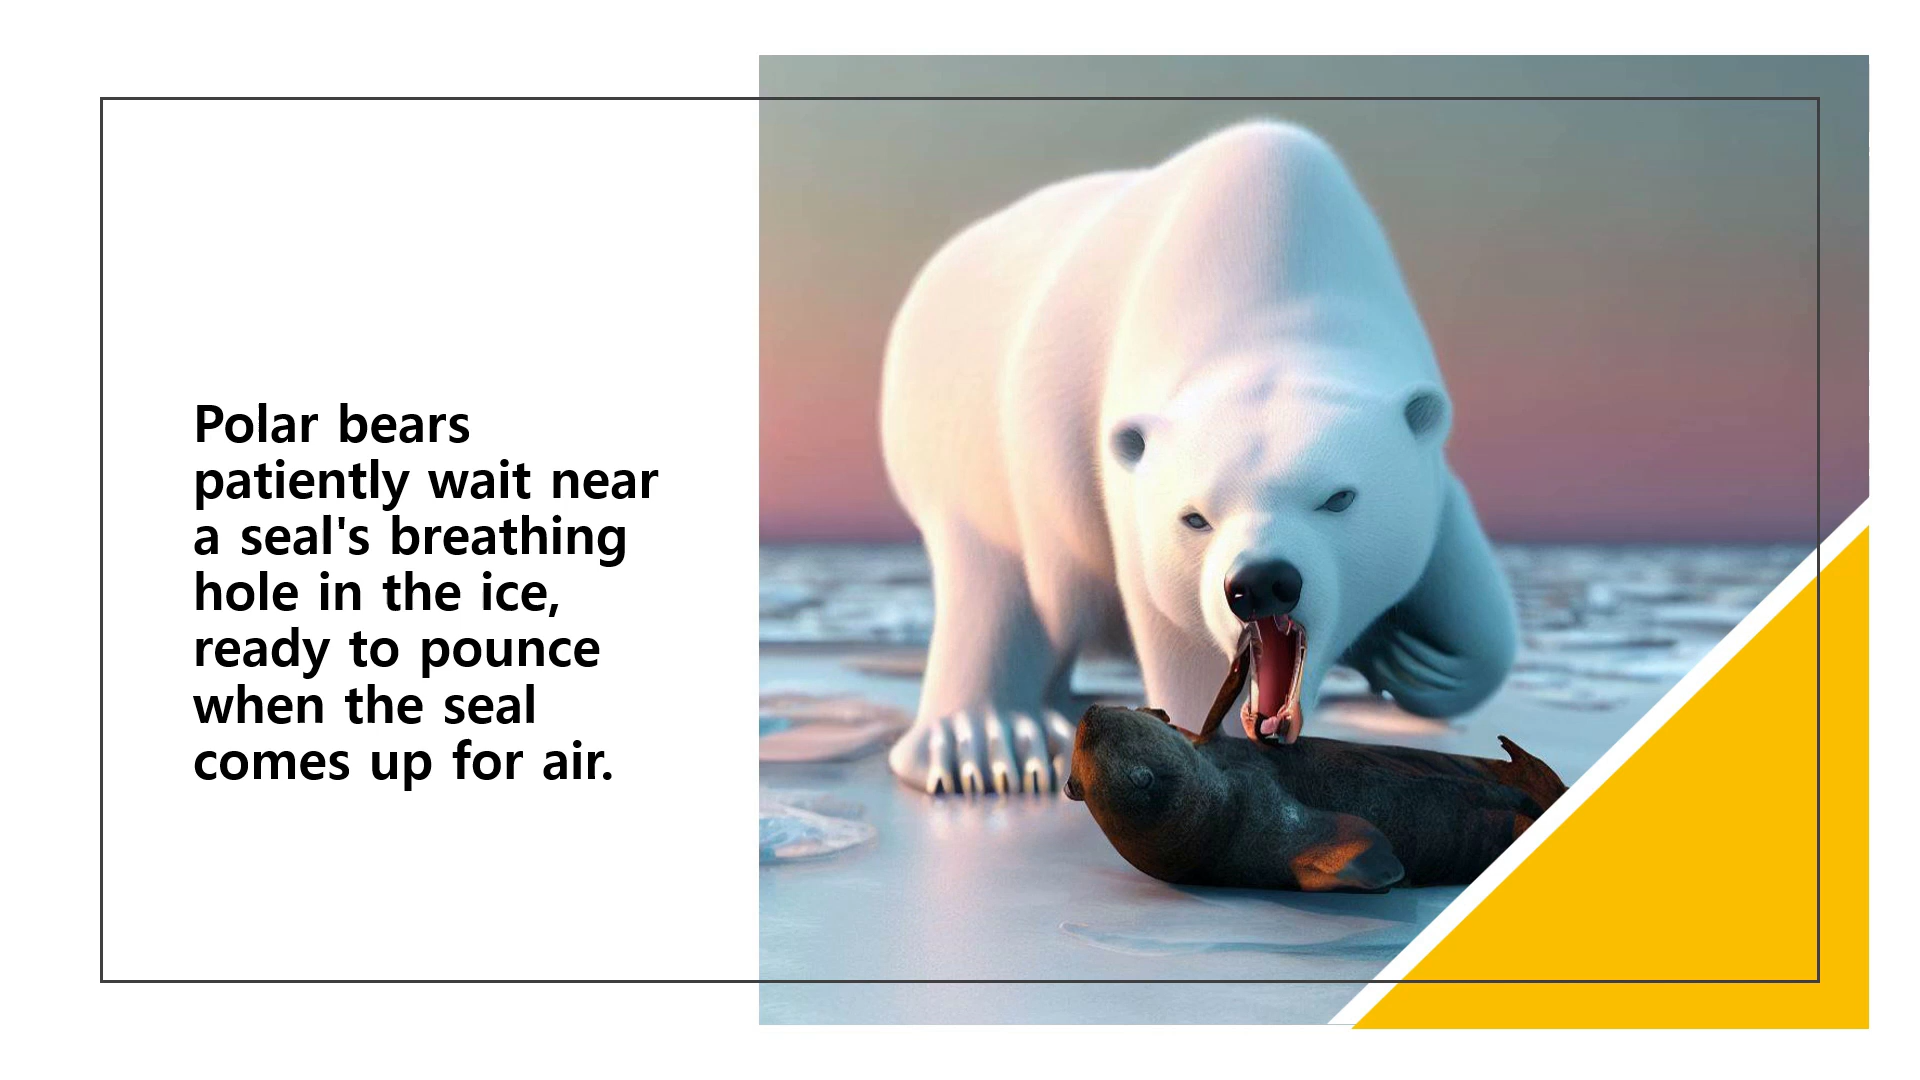 Polar bears
patiently wait near
a seal's breathing
hole in the ice,
ready to pounce
when the seal
comes up for air.